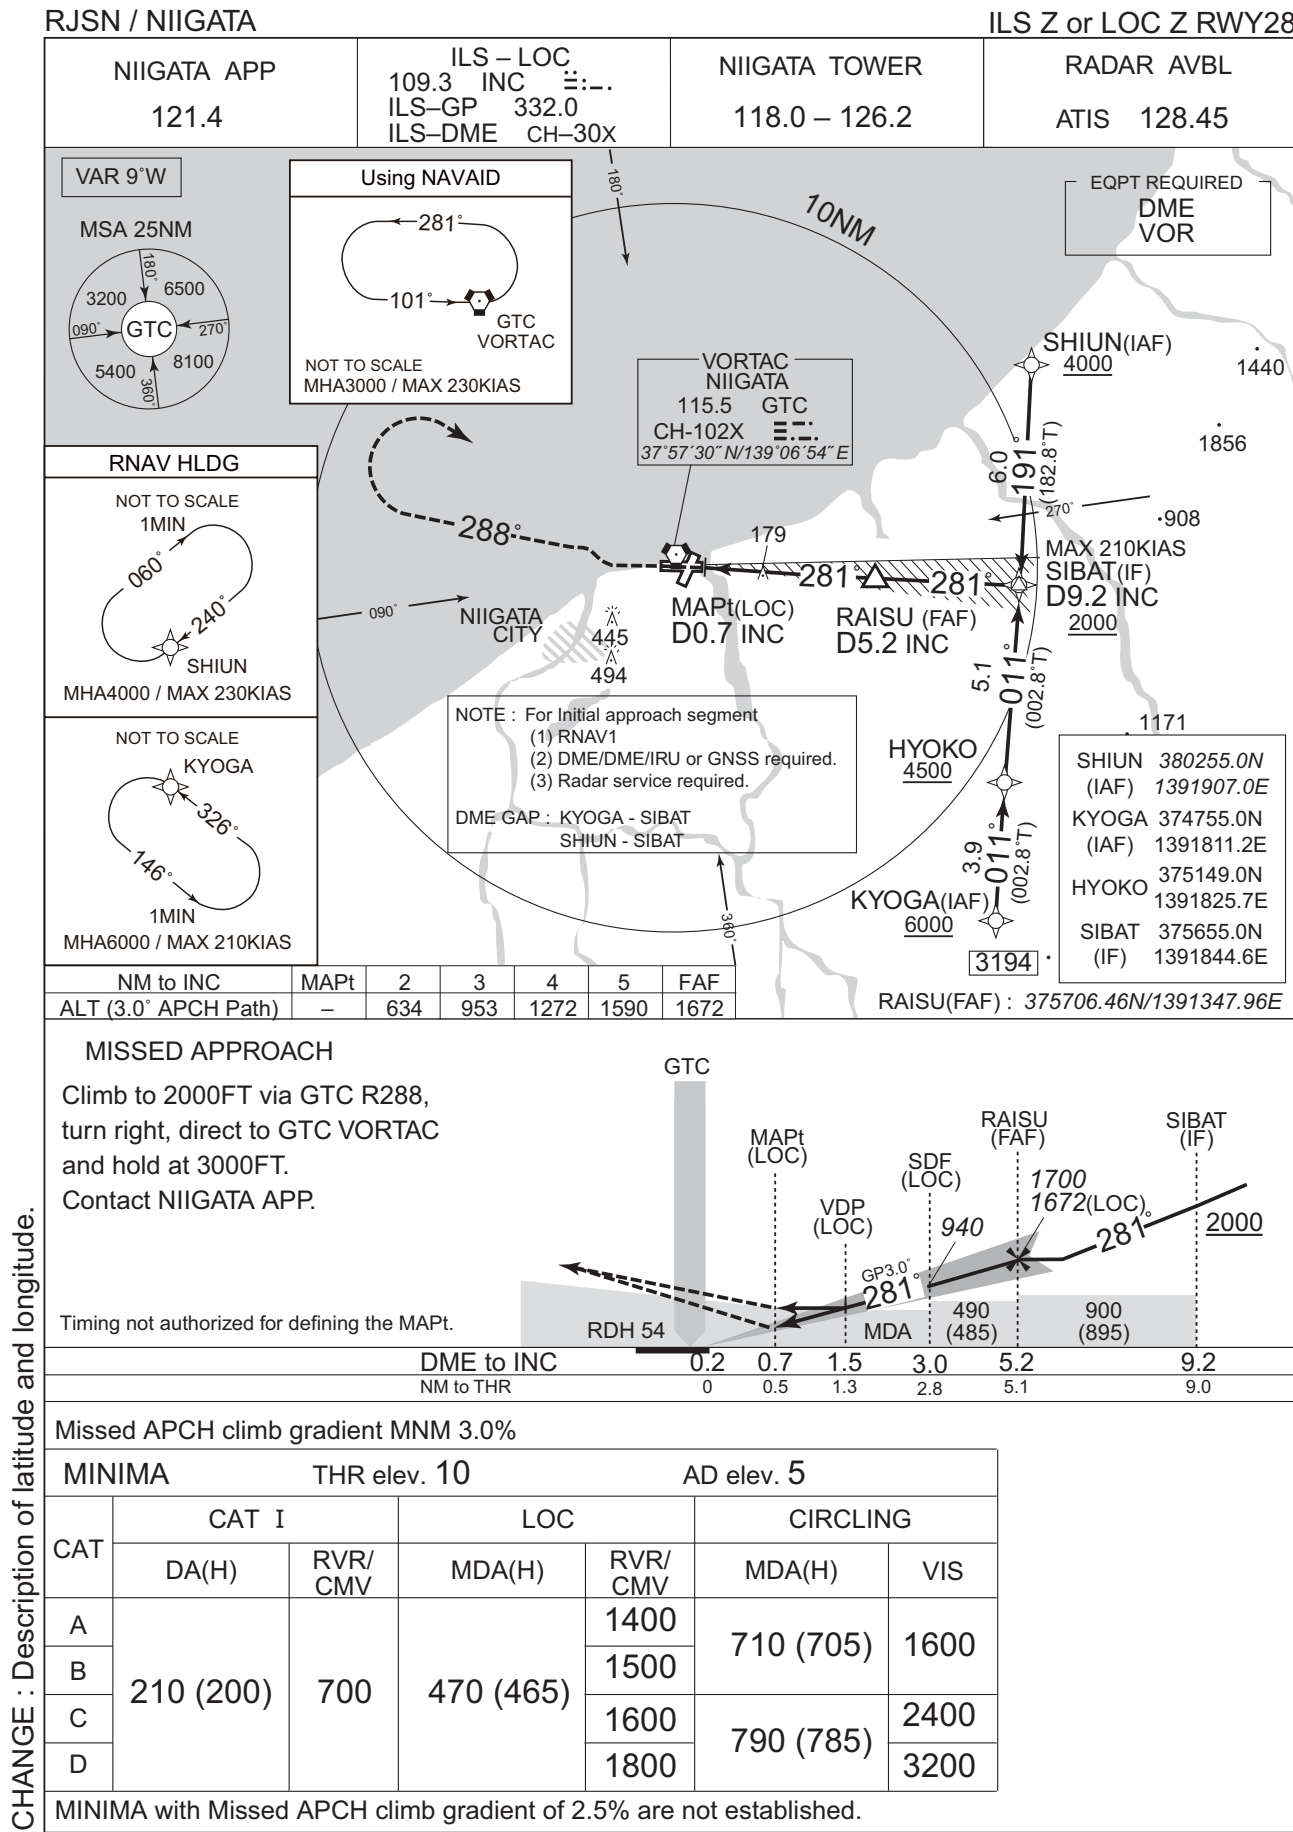 RJSN / NIIGATA
ILS Z or LOC Z RWY28
NIIGATA APP
121.4
ILS – LOC
109.3 INC
ILS–GP 332.0
ILS–DME CH–30X
NIIGATA TOWER
118.0 – 126.2
RADAR AVBL
ATIS 128.45
VAR 9°W
MSA 25NM
180°
3200
6500
090°
GTC
270°
5400
8100
360°
Using NAVAID
281°
101°
GTC
VORTAC
NOT TO SCALE
MHA3000 / MAX 230KIAS
180°
10NM
EQPT REQUIRED
DME
VOR
VORTAC
NIIGATA
115.5 GTC
CH-102X
37°57´30˝N/139°06´54˝E
SHIUN(IAF)
4000
1440
1856
6.0
191°
(182.8°T)
270°
908
RNAV HLDG
NOT TO SCALE
1MIN
060°
240°
SHIUN
MHA4000 / MAX 230KIAS
288°
179
281°
281°
MAX 210KIAS
SIBAT(IF)
D9.2 INC
2000
090°
NIIGATA
CITY
445
494
MAPt(LOC)
D0.7 INC
RAISU (FAF)
D5.2 INC
5.1
011°
(002.8°T)
NOT TO SCALE
KYOGA
326°
146°
1MIN
MHA6000 / MAX 210KIAS
NOTE : For Initial approach segment
(1) RNAV1
(2) DME/DME/IRU or GNSS required.
(3) Radar service required.
DME GAP : KYOGA - SIBAT
SHIUN - SIBAT
360°
HYOKO
4500
1171
3.9
011°
(002.8°T)
KYOGA(IAF)
6000
3194
SHIUN 380255.0N
(IAF) 1391907.0E
KYOGA 374755.0N
(IAF) 1391811.2E
HYOKO 375149.0N
1391825.7E
SIBAT 375655.0N
(IF) 1391844.6E
RAISU(FAF) : 375706.46N/1391347.96E
NM to INC MAPt 2 3 4 5 FAF
ALT (3.0° APCH Path) – 634 953 1272 1590 1672
MISSED APPROACH
Climb to 2000FT via GTC R288,
turn right, direct to GTC VORTAC
and hold at 3000FT.
Contact NIIGATA APP.
Timing not authorized for defining the MAPt.
GTC
MAPt
(LOC)
VDP
(LOC)
SDF
(LOC)
RAISU
(FAF)
SIBAT
(IF)
1700
1672(LOC)
940
281°
2000
GP3.0°
281°
RDH 54
MDA
490
(485)
900
(895)
DME to INC 0.2 0.7 1.5 3.0 5.2 9.2
NM to THR 0 0.5 1.3 2.8 5.1 9.0
Missed APCH climb gradient MNM 3.0%
MINIMA THR elev. 10 AD elev. 5
CAT CAT I LOC CIRCLING
DA(H) RVR/CMV MDA(H) RVR/CMV MDA(H) VIS
A 210 (200) 700 470 (465) 1400 710 (705) 1600
B 1500
C 1600 790 (785) 2400
D 1800 3200
MINIMA with Missed APCH climb gradient of 2.5% are not established.
CHANGE : Description of latitude and longitude.